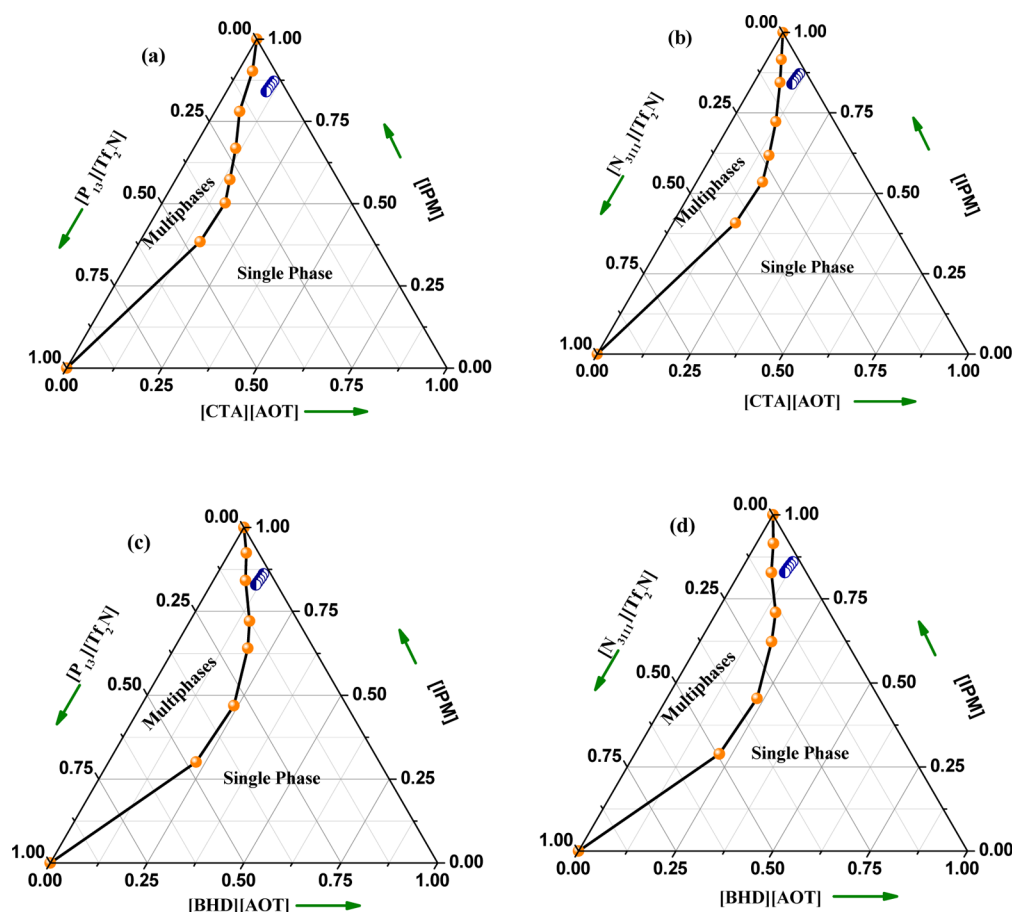 (a)
0.00
1.00
0.25
0.75
[P13][Tf2N]
[IPM]
0.50
Multiphases
0.50
0.75
Single Phase
0.25
1.00
0.00
0.00
0.25
0.50
0.75
1.00
[CTA][AOT]
(b)
0.00
1.00
0.25
0.75
[N3111][Tf2N]
[IPM]
0.50
Multiphases
0.50
0.75
Single Phase
0.25
1.00
0.00
0.00
0.25
0.50
0.75
1.00
[CTA][AOT]
(c)
0.00
1.00
0.25
0.75
[P13][Tf2N]
[IPM]
0.50
Multiphases
0.50
0.75
Single Phase
0.25
1.00
0.00
0.00
0.25
0.50
0.75
1.00
[BHD][AOT]
(d)
0.00
1.00
0.25
0.75
[N3111][Tf2N]
[IPM]
0.50
Multiphases
0.50
0.75
Single Phase
0.25
1.00
0.00
0.00
0.25
0.50
0.75
1.00
[BHD][AOT]